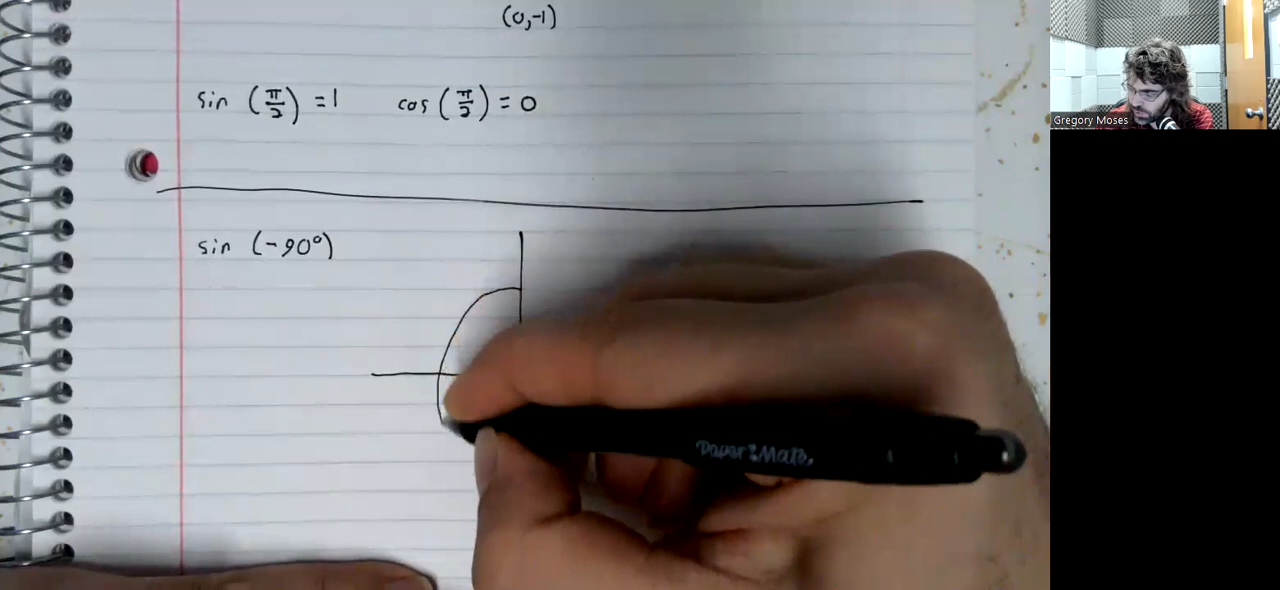 (0,-1)
sin (π/2) = 1 cos (π/2) = 0
sin (-90°)
Paper:Mate.
Gregory Moses